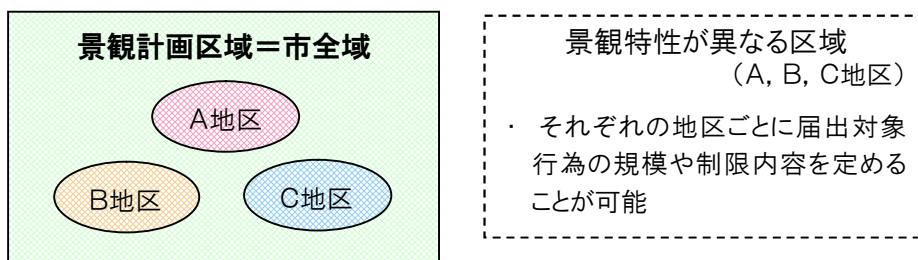 景観計画区域＝市全域
A地区
B地区
C地区
景観特性が異なる区域
（A, B, C地区）
・ それぞれの地区ごとに届出対象
行為の規模や制限内容を定める
ことが可能